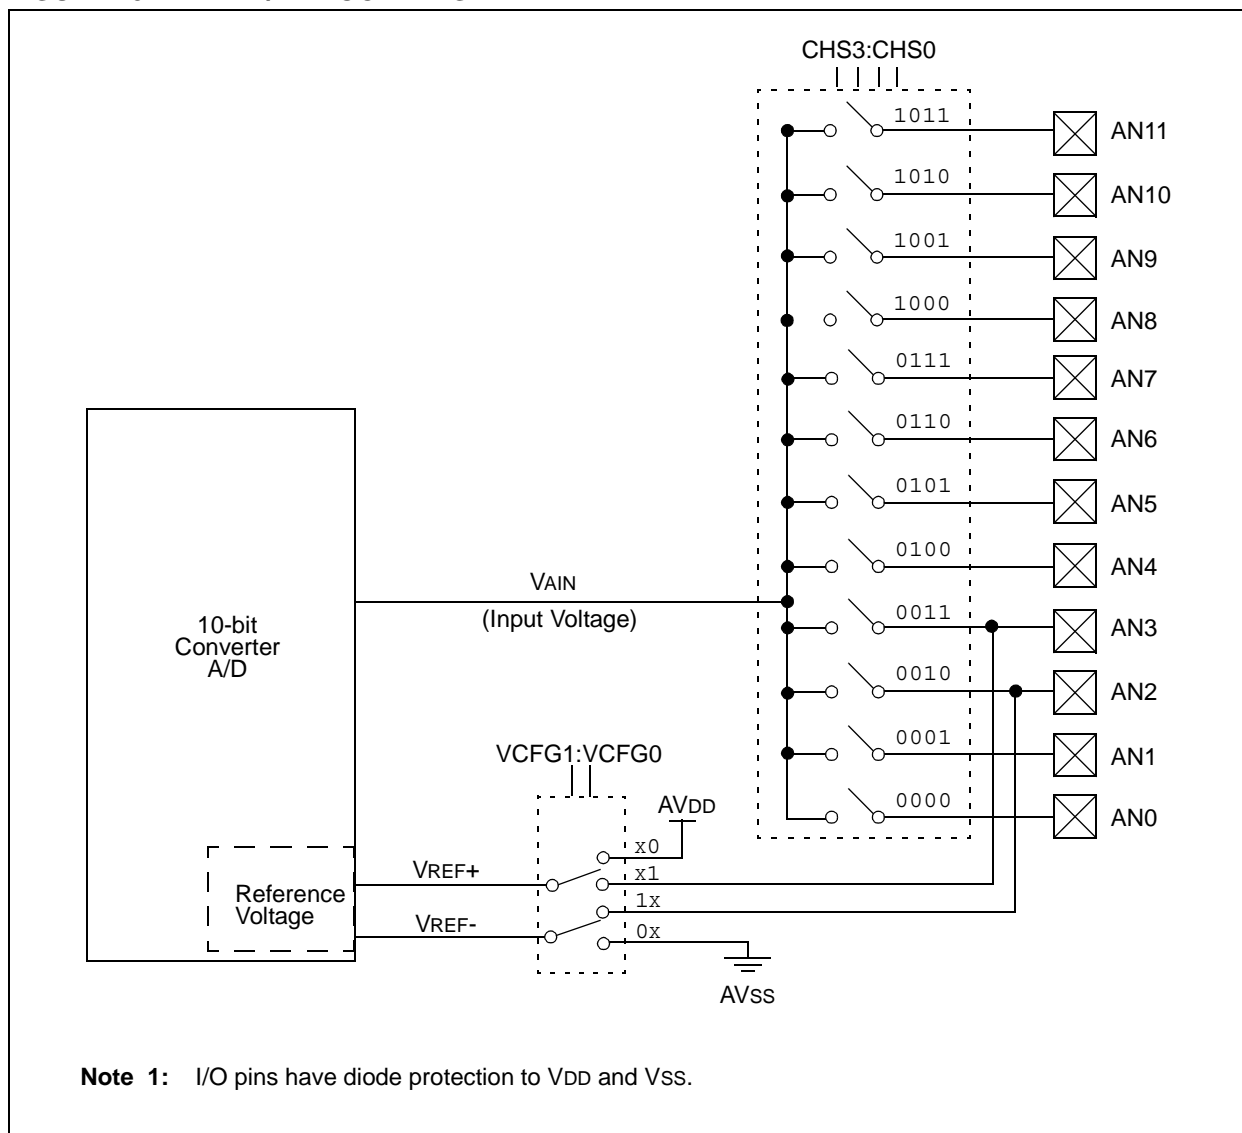 CHS3:CHS0
1011
AN11
1010
AN10
1001
AN9
1000
AN8
0111
AN7
0110
AN6
0101
AN5
0100
AN4
VAIN
(Input Voltage)
0011
AN3
10-bit
Converter
A/D
0010
AN2
0001
AN1
VCFG1:VCFG0
0000
AN0
AVDD
x0
VREF+
x1
Reference
Voltage
1x
VREF-
0x
AVSS
Note 1: I/O pins have diode protection to VDD and VSS.